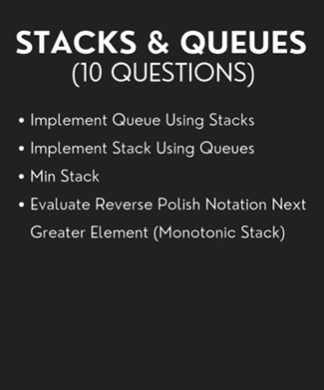 STACKS & QUEUES
(10 QUESTIONS)
• Implement Queue Using Stacks
• Implement Stack Using Queues
• Min Stack
• Evaluate Reverse Polish Notation Next
Greater Element (Monotonic Stack)